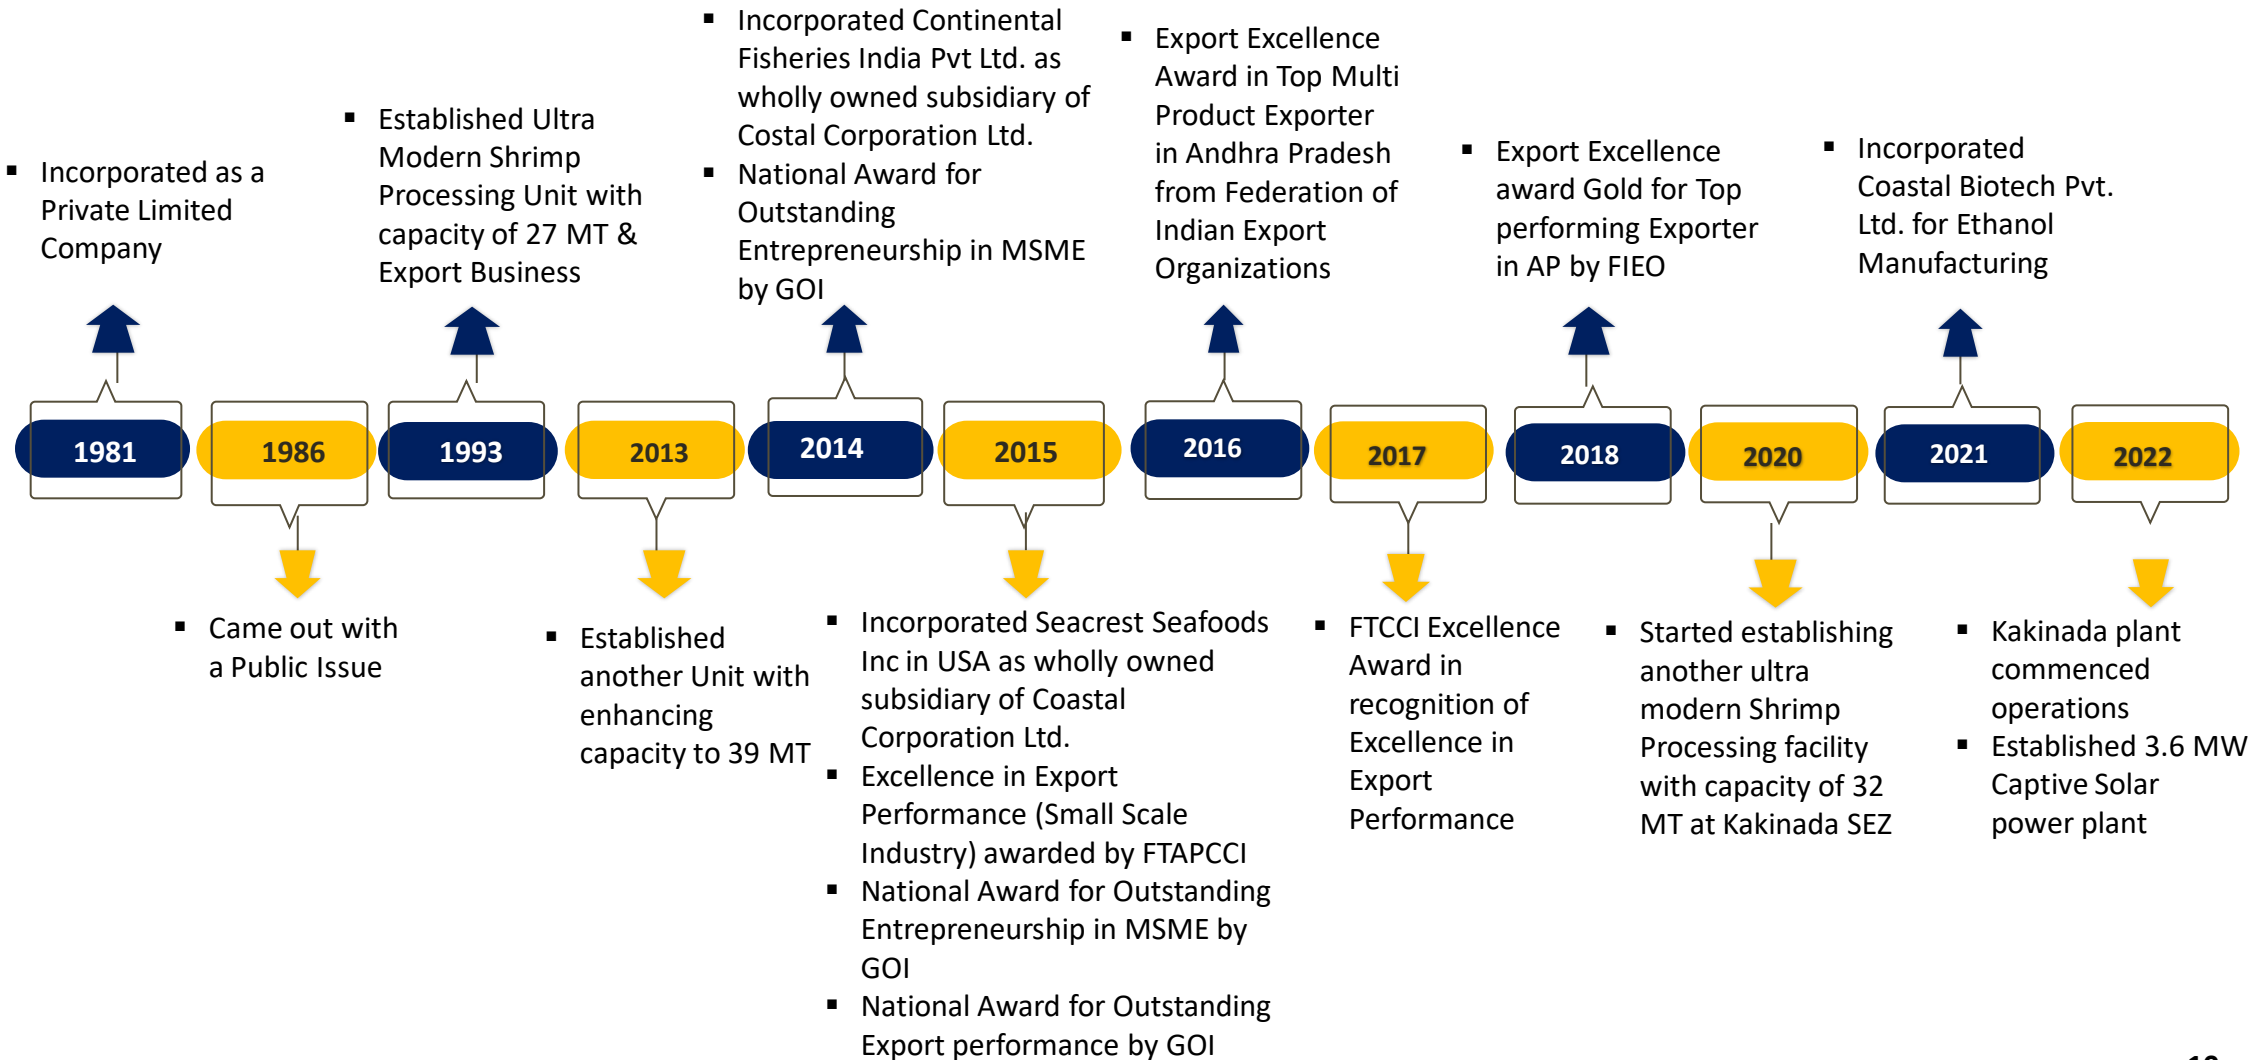 ▪ Incorporated as a
Private Limited
Company
▪ Established Ultra
Modern Shrimp
Processing Unit with
capacity of 27 MT &
Export Business
▪ Incorporated Continental
Fisheries India Pvt Ltd. as
wholly owned subsidiary of
Costal Corporation Ltd.
▪ National Award for
Outstanding
Entrepreneurship in MSME
by GOI
▪ Export Excellence
Award in Top Multi
Product Exporter
in Andhra Pradesh
from Federation of
Indian Export
Organizations
▪ Export Excellence
award Gold for Top
performing Exporter
in AP by FIEO
▪ Incorporated
Coastal Biotech Pvt.
Ltd. for Ethanol
Manufacturing
1981
1986
1993
2013
2014
2015
2016
2017
2018
2020
2021
2022
▪ Came out with
a Public Issue
▪ Established
another Unit with
enhancing
capacity to 39 MT
▪ Incorporated Seacrest Seafoods
Inc in USA as wholly owned
subsidiary of Coastal
Corporation Ltd.
▪ Excellence in Export
Performance (Small Scale
Industry) awarded by FTAPCCI
▪ National Award for Outstanding
Entrepreneurship in MSME by
GOI
▪ National Award for Outstanding
Export performance by GOI
▪ FTCCI Excellence
Award in
recognition of
Excellence in
Export
Performance
▪ Started establishing
another ultra
modern Shrimp
Processing facility
with capacity of 32
MT at Kakinada SEZ
▪ Kakinada plant
commenced
operations
▪ Established 3.6 MW
Captive Solar
power plant